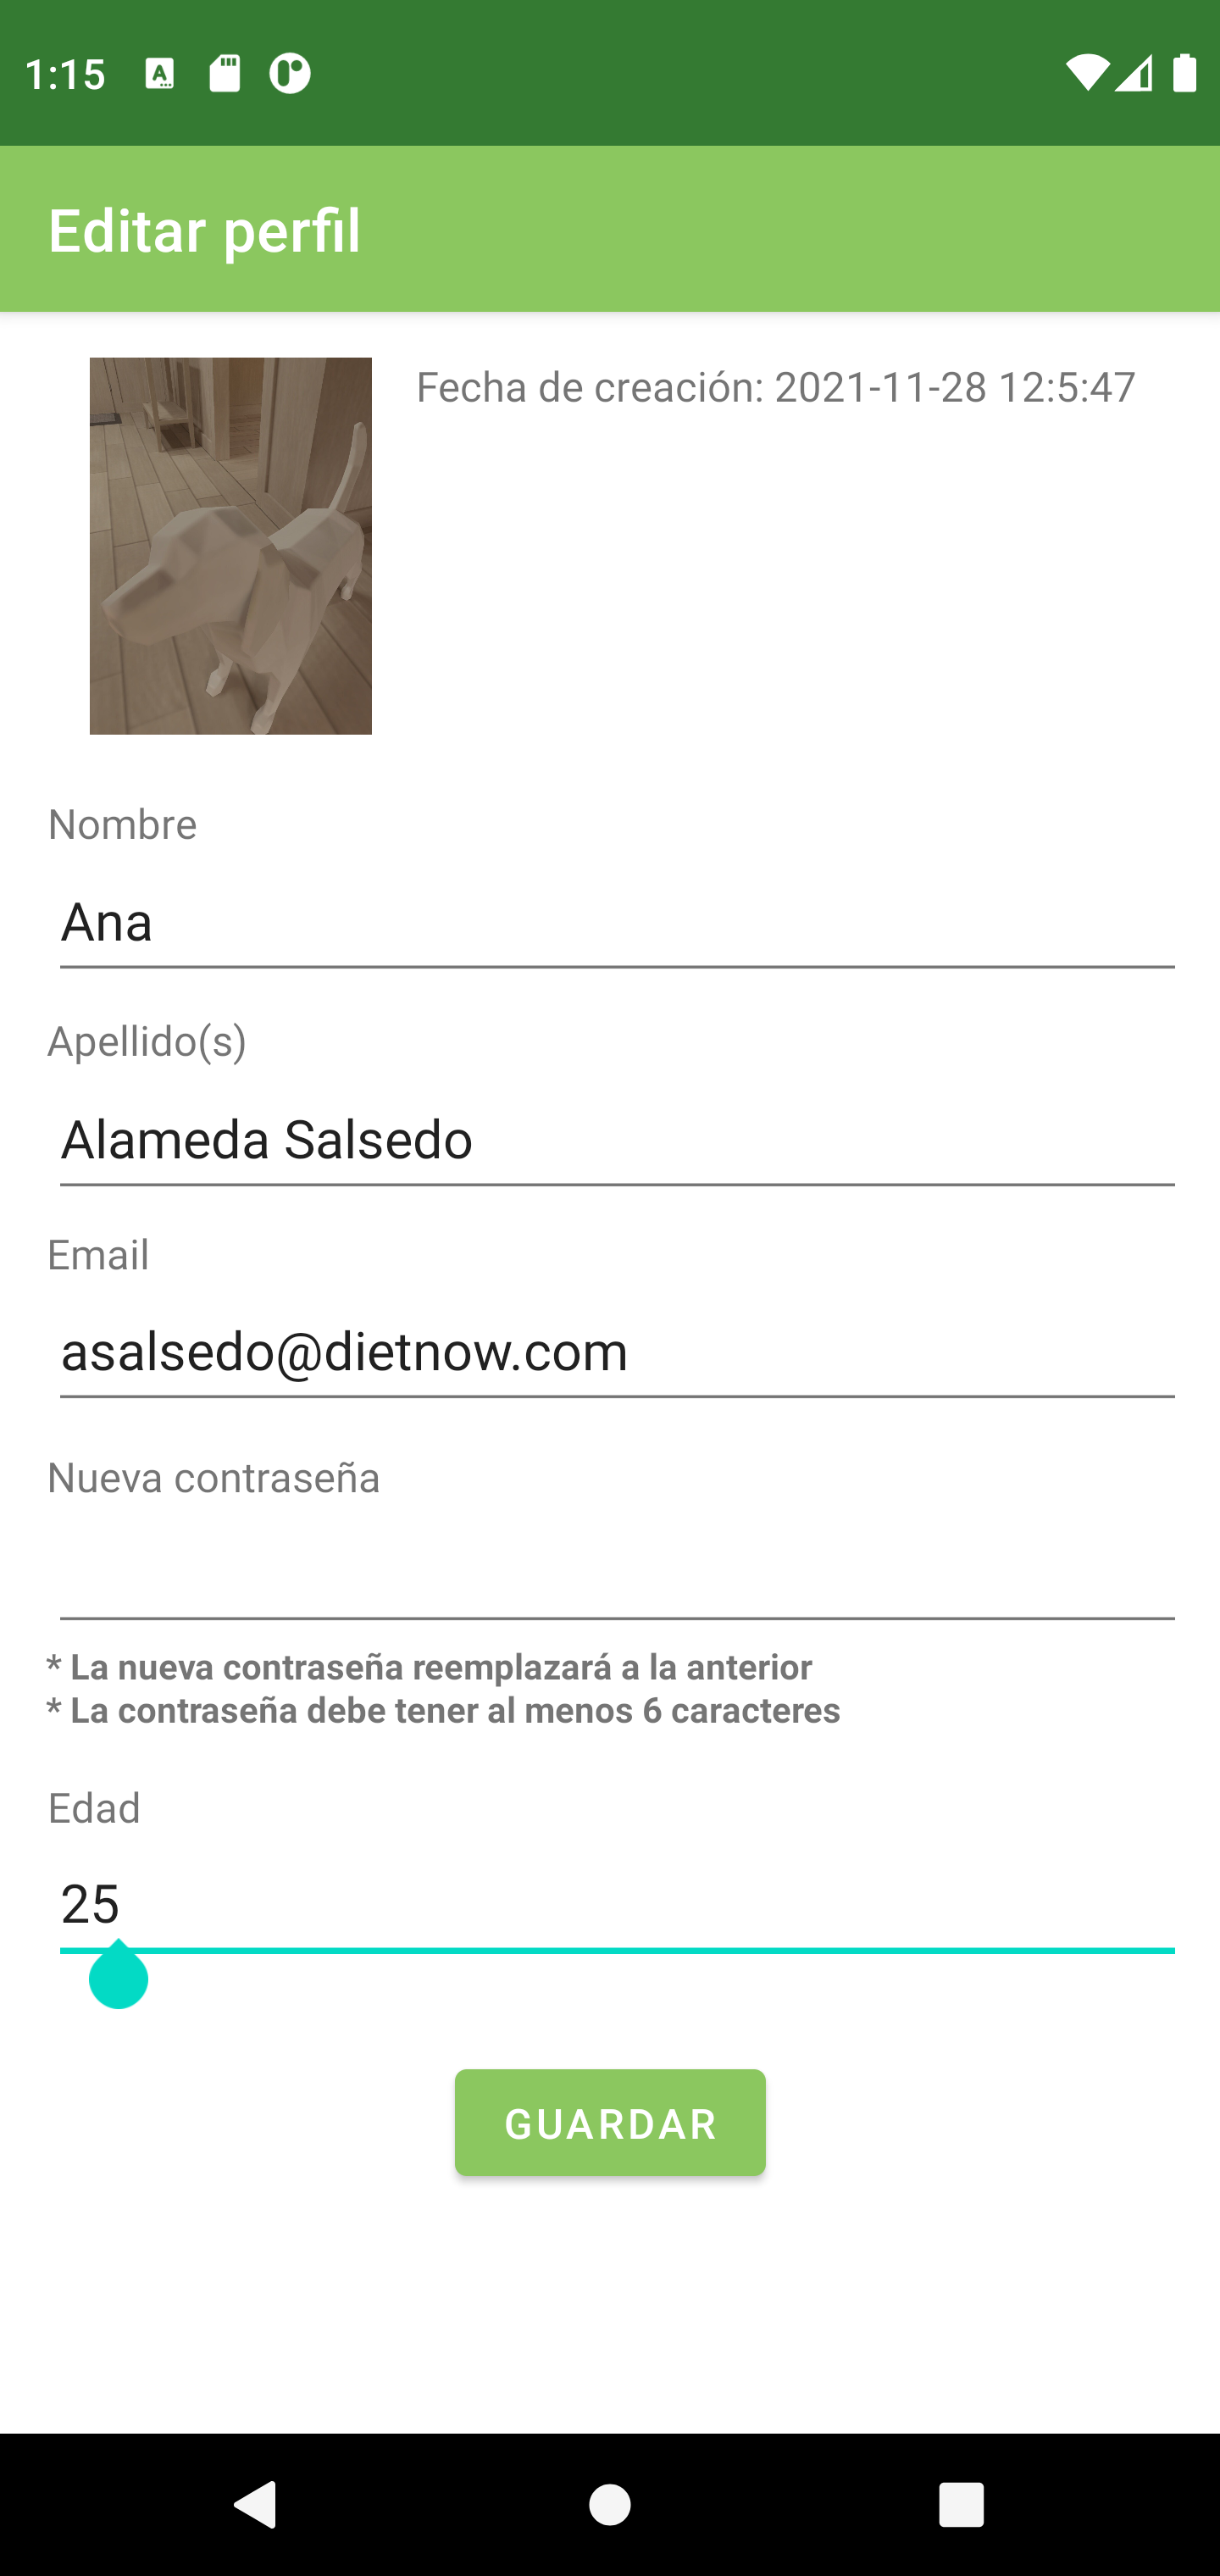 1:15
Editar perfil
Fecha de creación: 2021-11-28 12:5:47
Nombre
Ana
Apellido(s)
Alameda Salsedo
Email
asalsedo@dietnow.com
Nueva contraseña
* La nueva contraseña reemplazará a la anterior
* La contraseña debe tener al menos 6 caracteres
Edad
25
GUARDAR